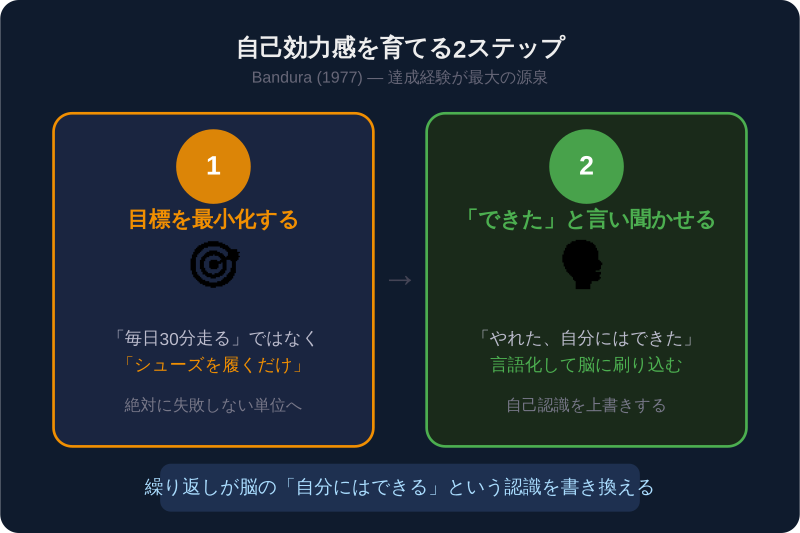 自己効力感を育てる2ステップ
Bandura (1977) — 達成経験が最大の源泉
1
目標を最小化する
「毎日30分走る」ではなく
「シューズを履くだけ」
絶対に失敗しない単位へ
→
2
「できた」と言い聞かせる
「やれた、自分にはできた」
言語化して脳に刷り込む
自己認識を上書きする
繰り返しが脳の「自分にはできる」という認識を書き換える